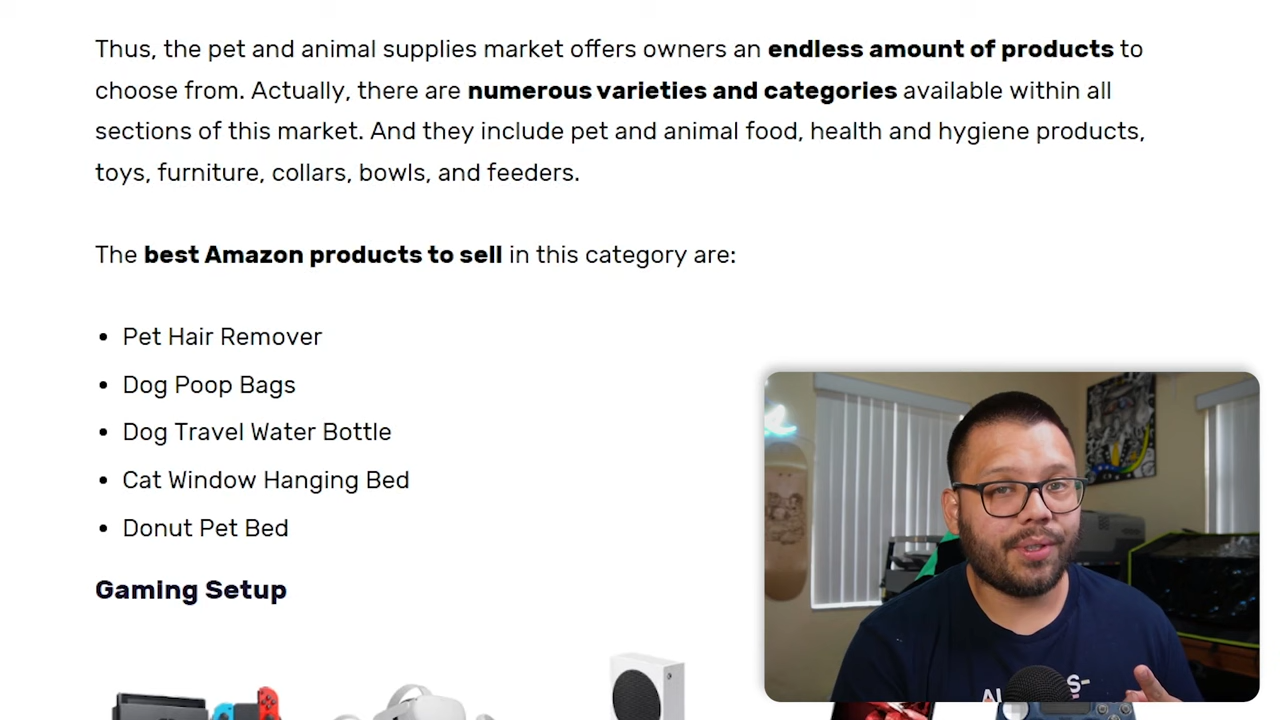 Thus, the pet and animal supplies market offers owners an endless amount of products to
choose from. Actually, there are numerous varieties and categories available within all
sections of this market. And they include pet and animal food, health and hygiene products,
toys, furniture, collars, bowls, and feeders.
The best Amazon products to sell in this category are:
• Pet Hair Remover
• Dog Poop Bags
• Dog Travel Water Bottle
• Cat Window Hanging Bed
• Donut Pet Bed
Gaming Setup